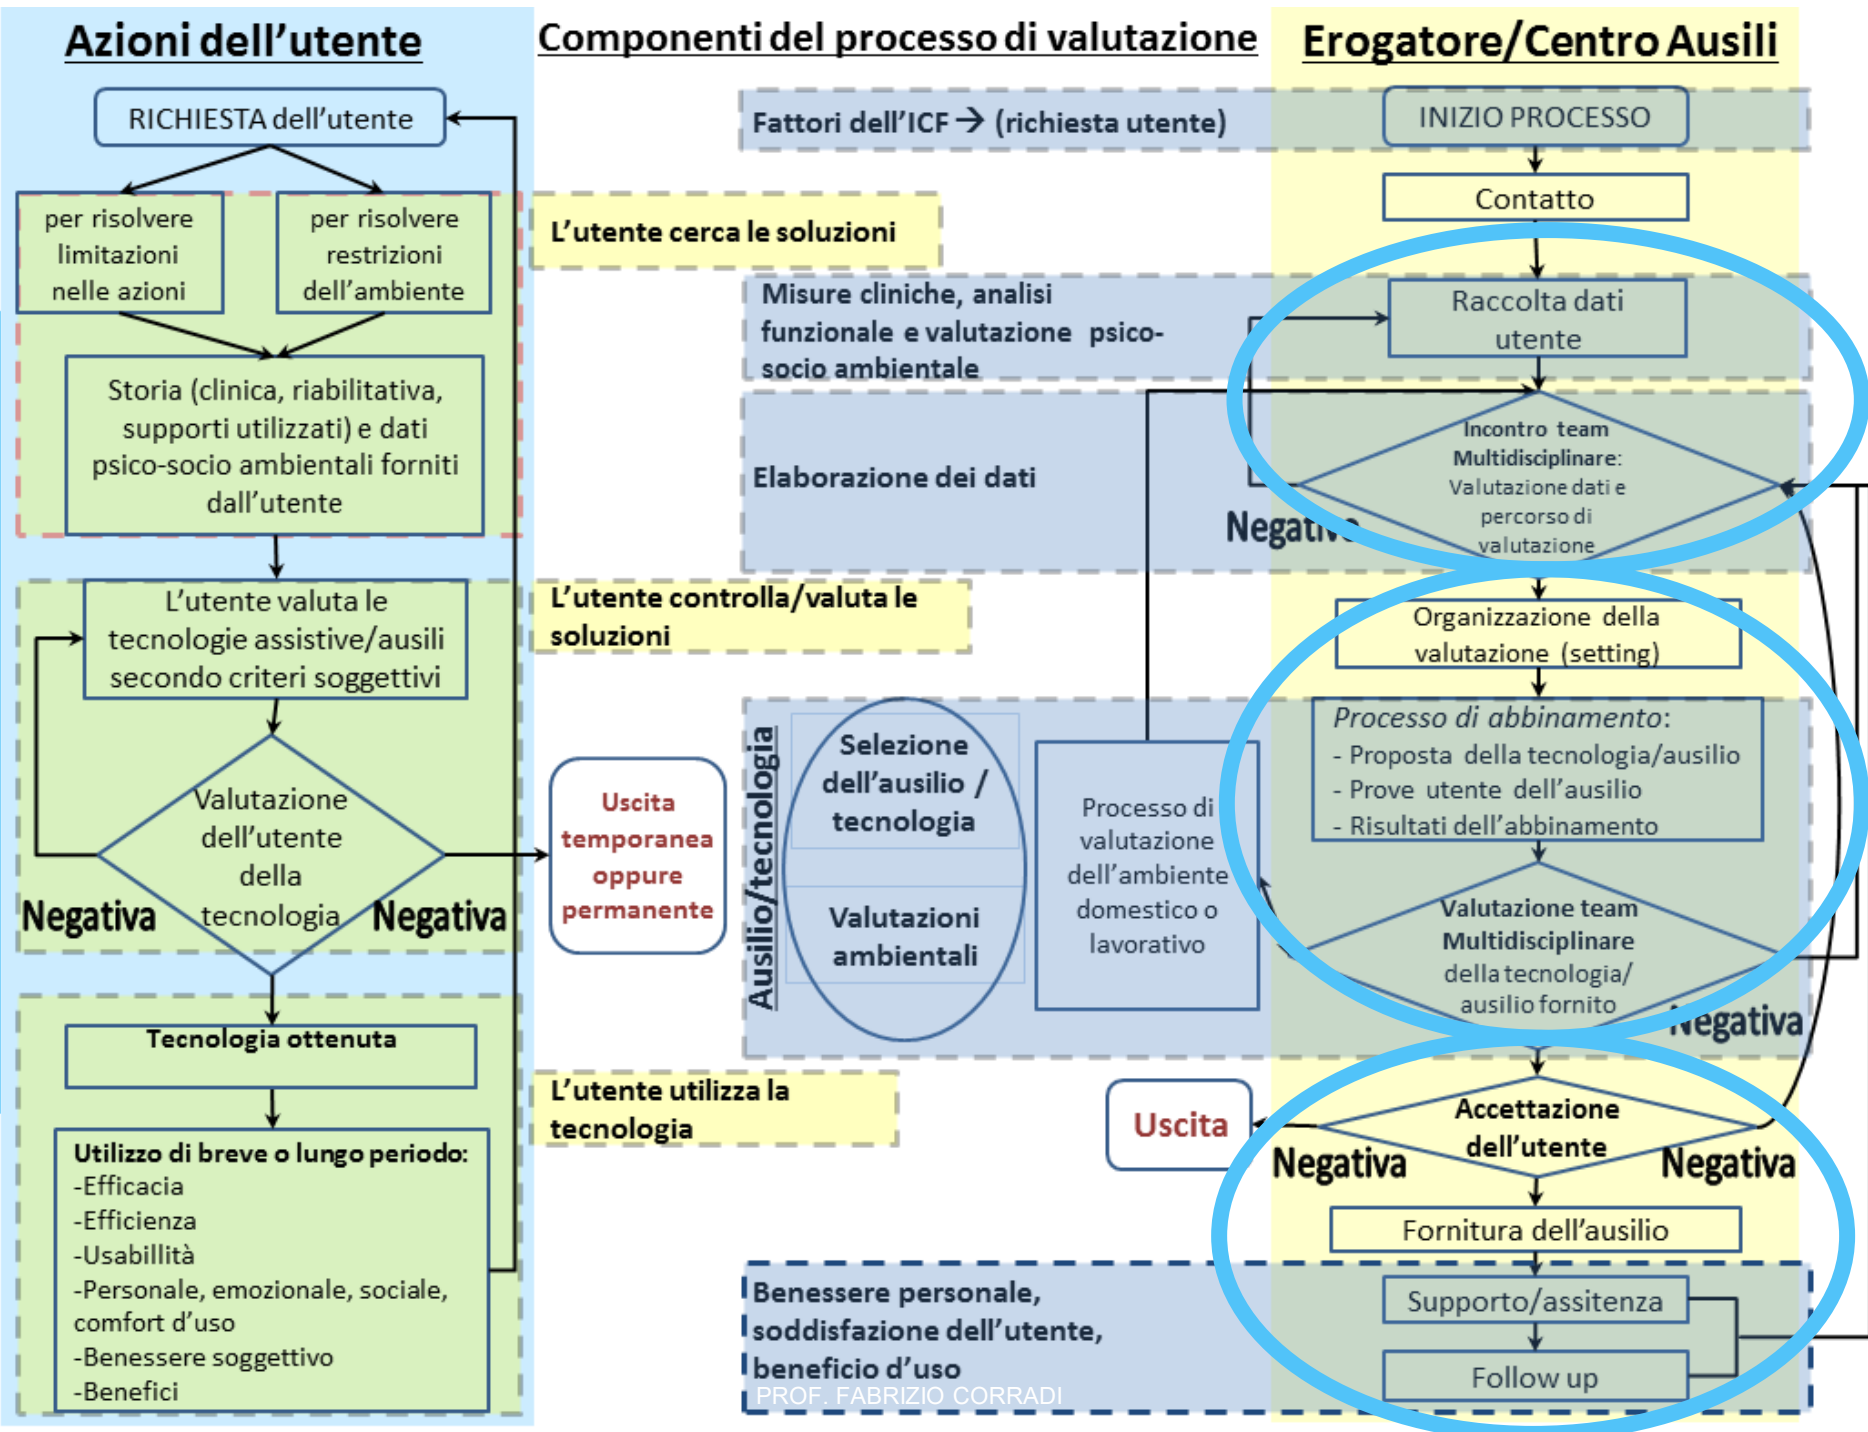 Azioni dell'utente
RICHIESTA dell'utente
per risolvere
limitazioni
nelle azioni
per risolvere
restrizioni
dell'ambiente
Storia (clinica, riabilitativa,
supporti utilizzati) e dati
psico-socio ambientali forniti
dall'utente
L'utente valuta le
tecnologie assistive/ausili
secondo criteri soggettivi
Valutazione
dell'utente
della
tecnologia
Negativa
Negativa
Tecnologia ottenuta
Utilizzo di breve o lungo periodo:
-Efficacia
-Efficienza
-Usabillità
-Personale, emozionale, sociale,
comfort d'uso
-Benessere soggettivo
-Benefici
Componenti del processo di valutazione
Fattori dell'ICF → (richiesta utente)
L'utente cerca le soluzioni
Misure cliniche, analisi
funzionale e valutazione psico-
socio ambientale
Elaborazione dei dati
L'utente controlla/valuta le
soluzioni
Uscita
temporanea
oppure
permanente
Ausilio/tecnologia
Selezione
dell'ausilio /
tecnologia
Valutazioni
ambientali
Processo di
valutazione
dell'ambiente
domestico o
lavorativo
L'utente utilizza la
tecnologia
Uscita
Benessere personale,
soddisfazione dell'utente,
beneficio d'uso
PROF. FABRIZIO CORRADI
Erogatore/Centro Ausili
INIZIO PROCESSO
Contatto
Raccolta dati
utente
Incontro team
Multidisciplinare:
Valutazione dati e
percorso di
valutazione
Negativa
Organizzazione della
valutazione (setting)
Processo di abbinamento:
- Proposta della tecnologia/ausilio
- Prove utente dell'ausilio
- Risultati dell'abbinamento
Valutazione team
Multidisciplinare
della tecnologia/
ausilio fornito
Negativa
Accettazione
dell'utente
Negativa
Negativa
Fornitura dell'ausilio
Supporto/assitenza
Follow up